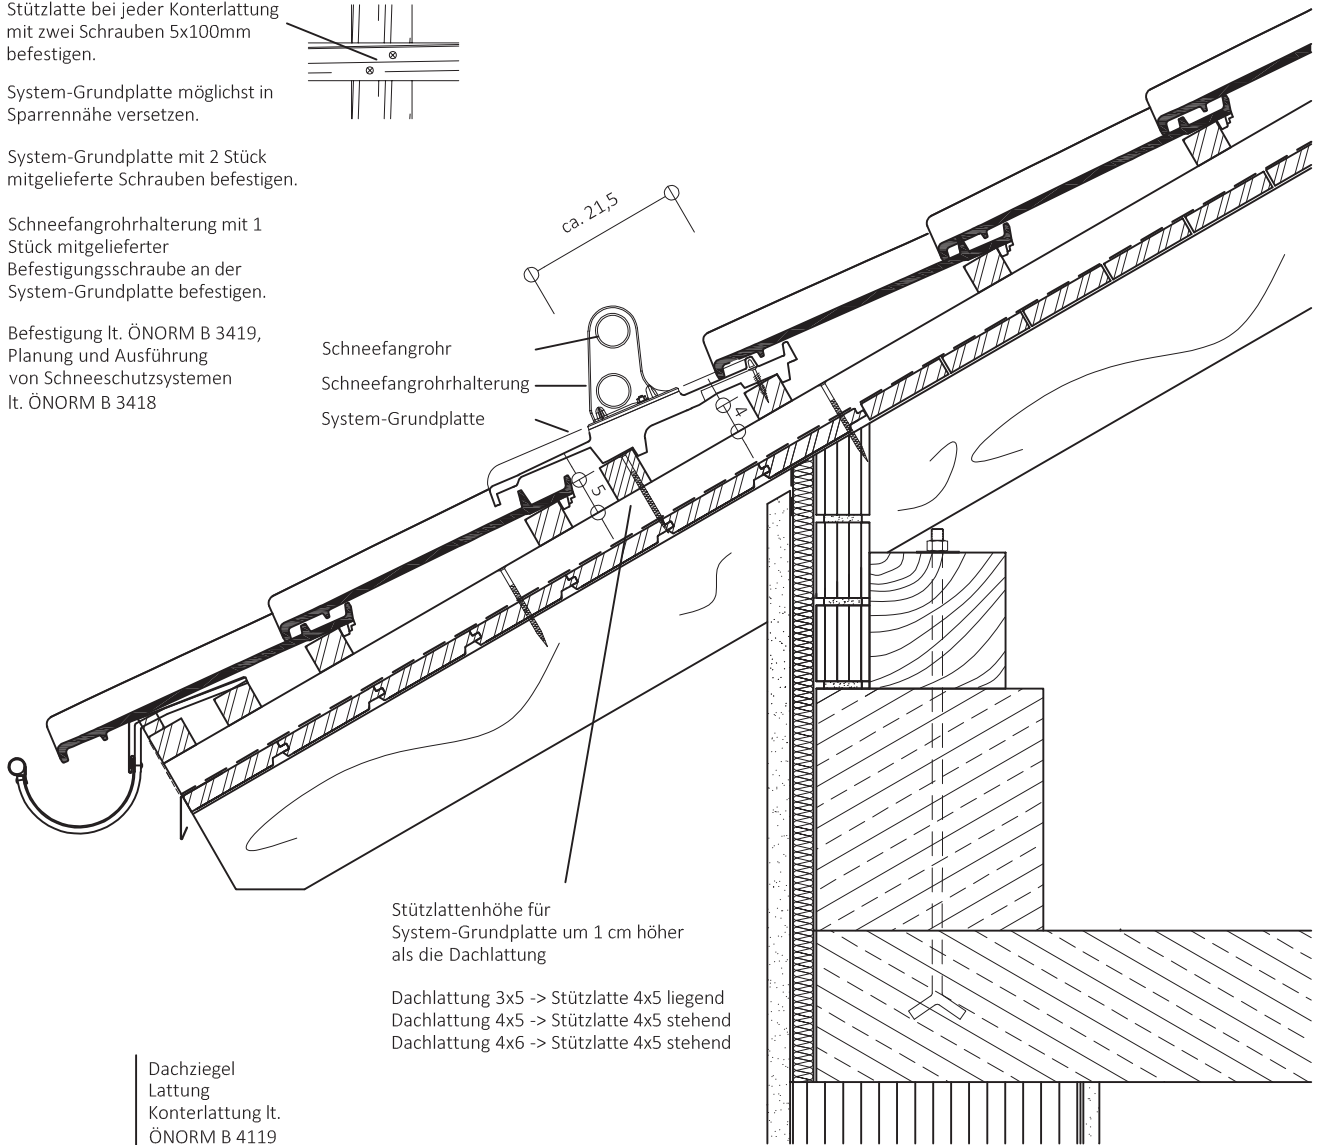 Stützlatte bei jeder Konterlattung
mit zwei Schrauben 5x100mm
befestigen.
System-Grundplatte möglichst in
Sparrennähe versetzen.
System-Grundplatte mit 2 Stück
mitgelieferte Schrauben befestigen.
Schneefangrohrhalterung mit 1
Stück mitgelieferter
Befestigungsschraube an der
System-Grundplatte befestigen.
Befestigung lt. ÖNORM B 3419,
Planung und Ausführung
von Schneeschutzsystemen
lt. ÖNORM B 3418
ca. 21,5
Schneefangrohr
Schneefangrohrhalterung
System-Grundplatte
4
5
Stützlattenhöhe für
System-Grundplatte um 1 cm höher
als die Dachlattung
Dachlattung 3x5 -> Stützlatte 4x5 liegend
Dachlattung 4x5 -> Stützlatte 4x5 stehend
Dachlattung 4x6 -> Stützlatte 4x5 stehend
Dachziegel
Lattung
Konterlattung lt.
ÖNORM B 4119